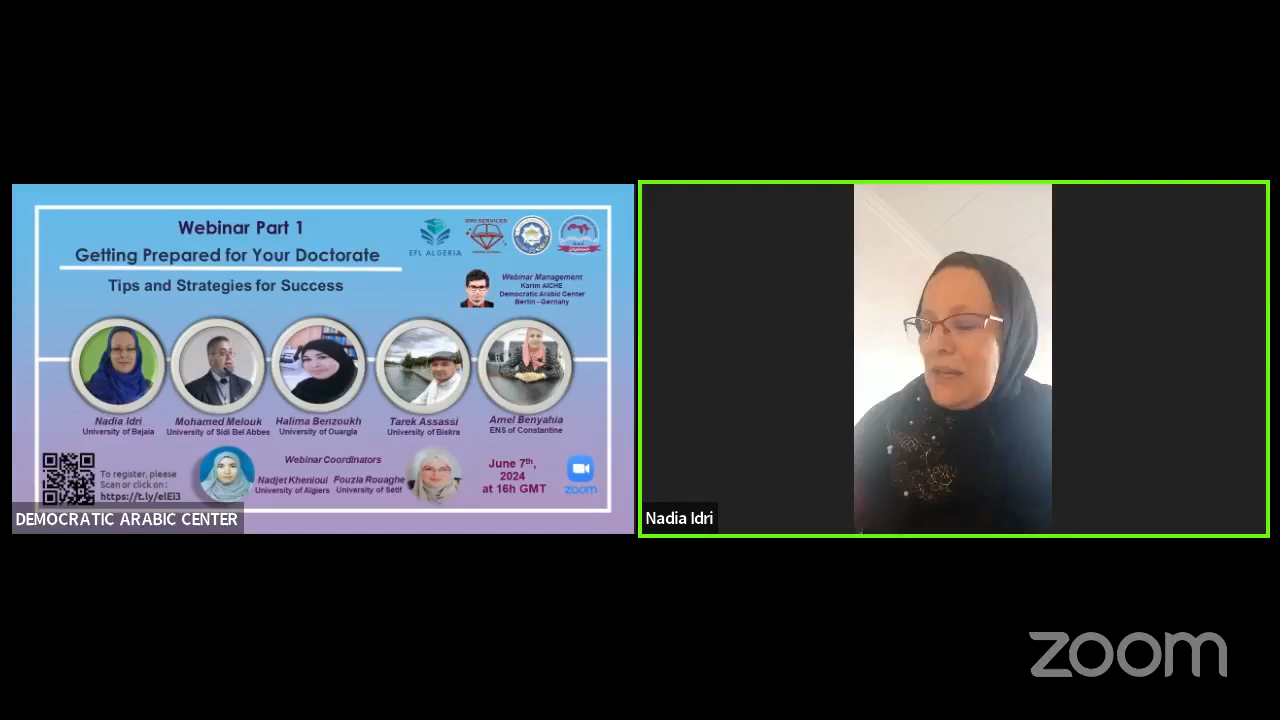 Webinar Part 1
Getting Prepared for Your Doctorate
Tips and Strategies for Success
EFL ALGERIA
IDRI SERVICES
Webinar Management
Karim AICHE
Democratic Arabic Center
Berlin - Gernany
Nadia Idri
University of Bejaia
Mohamed Melouk
University of Sidi Bel Abbes
Halima Benzoukh
University of Ouargla
Tarek Assassi
University of Biskra
Amel Benyahia
ENS of Constantine
To register, please
Scan or click on:
https://t.ly/elEi3
Webinar Coordinators
Nadjet Khenioui
University of Algiers
Fouzia Rouaghe
University of Setif
June 7th,
2024
at 16h GMT
zoom
DEMOCRATIC ARABIC CENTER
Nadia Idri
zoom